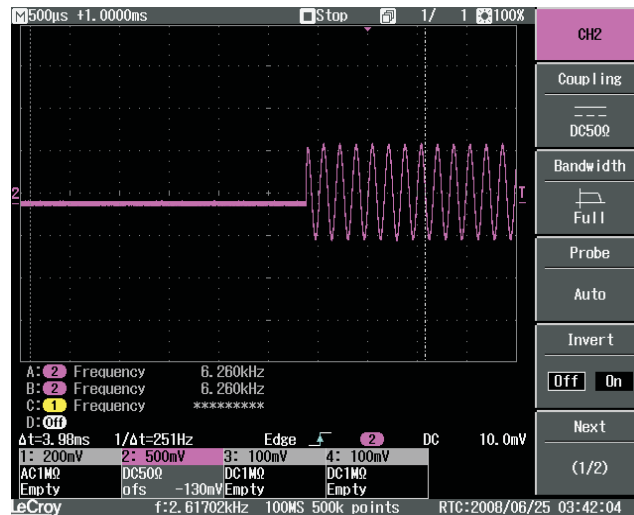 M 500µs +1.0000ms Stop 1/ 1 100%
CH2
Coupling
DC50Ω
Bandwidth
Full
Probe
Auto
Invert
Off On
Next
(1/2)
2
T
A: 2 Frequency 6.260kHz
B: 2 Frequency 6.260kHz
C: 1 Frequency *********
D: Off
Δt=3.98ms 1/Δt=251Hz Edge 2 DC 10.0mV
1: 200mV 2: 500mV 3: 100mV 4: 100mV
AC1MΩ DC50Ω DC1MΩ DC1MΩ
Empty ofs -130mV Empty Empty
LeCroy f:2.61702kHz 100MS 500k points RTC:2008/06/25 03:42:04